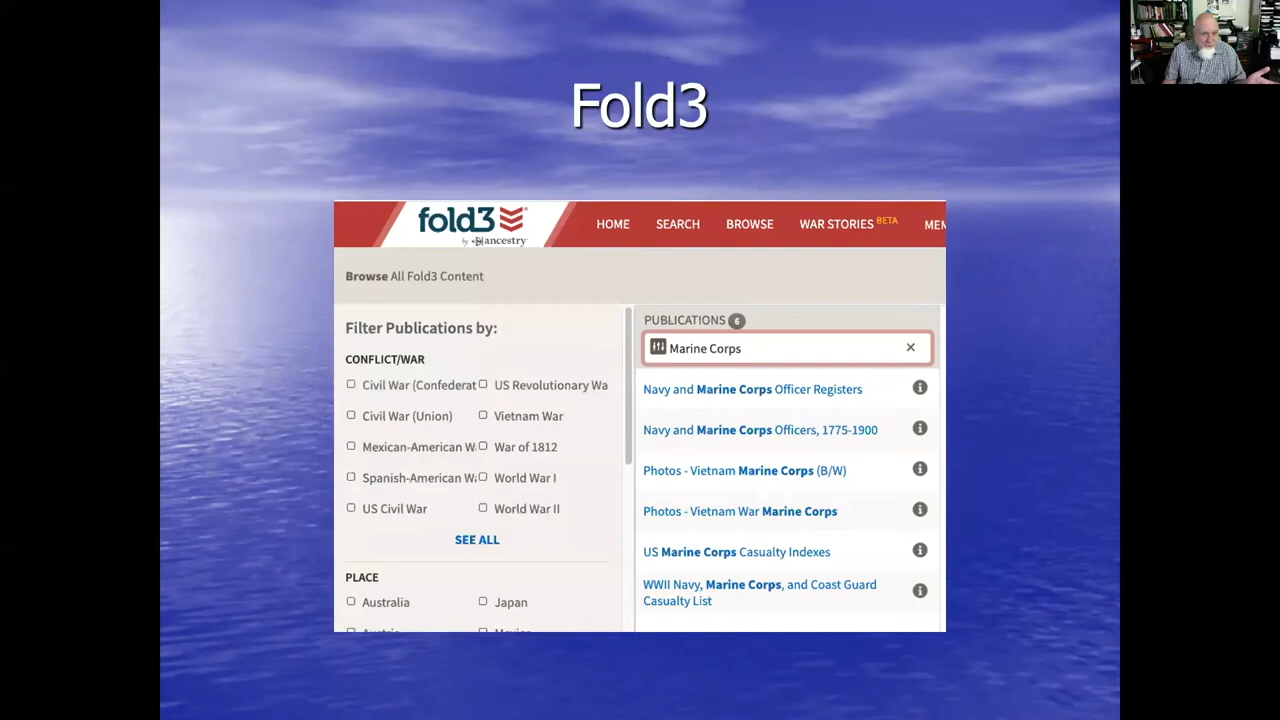 Fold3
fold3
by ancestry
HOME SEARCH BROWSE WAR STORIES BETA MEM
Browse All Fold3 Content
Filter Publications by:
CONFLICT/WAR
Civil War (Confederat US Revolutionary Wa
Civil War (Union) Vietnam War
Mexican-American W War of 1812
Spanish-American Wa World War I
US Civil War World War II
SEE ALL
PLACE
Australia Japan
Austria Mexico
PUBLICATIONS 6
Marine Corps
Navy and Marine Corps Officer Registers
Navy and Marine Corps Officers, 1775-1900
Photos - Vietnam Marine Corps (B/W)
Photos - Vietnam War Marine Corps
US Marine Corps Casualty Indexes
WWII Navy, Marine Corps, and Coast Guard
Casualty List